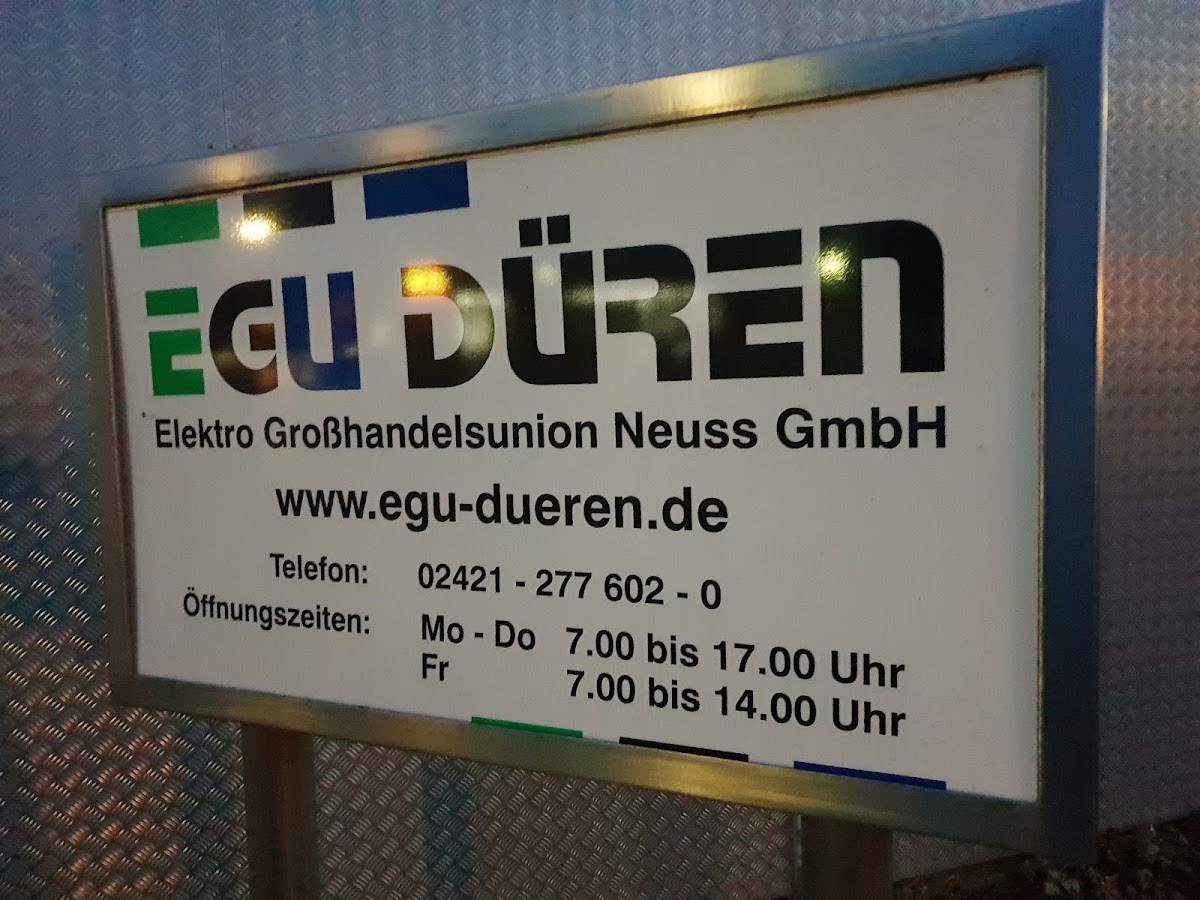 EGU DÜREN
Elektro Großhandelsunion Neuss GmbH
www.egu-dueren.de
Telefon: 02421 - 277 602 - 0
Öffnungszeiten: Mo - Do 7.00 bis 17.00 Uhr
Fr 7.00 bis 14.00 Uhr